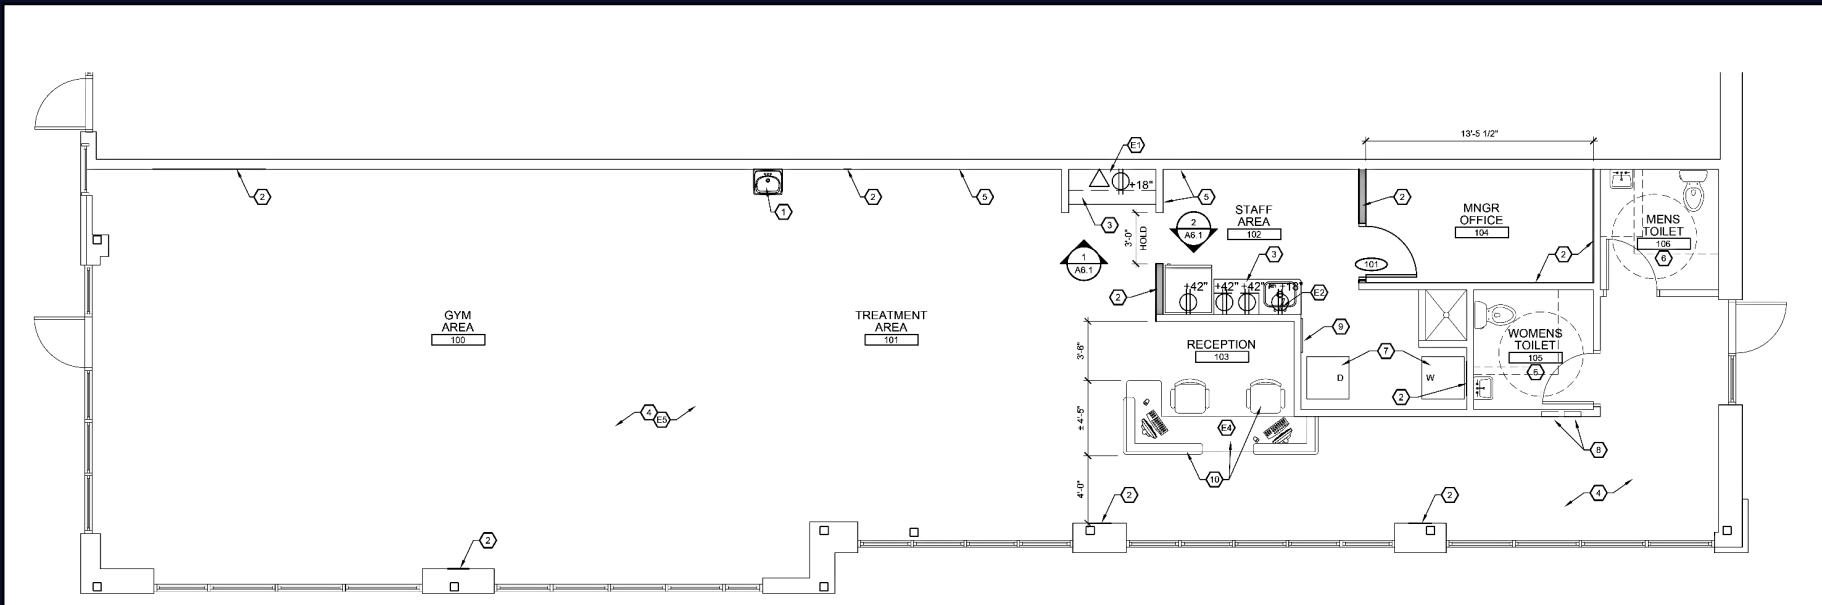 13'-5 1/2"
E1
+18"
2
1
2
5
5
3
3'-0"
HOLD
2
A6.1
1
A6.1
STAFF
AREA
102
3
2
MNGR
OFFICE
104
101
2
MENS
TOILET
106
6
2
+42"
+42"
+42"
+18"
E2
GYM
AREA
100
TREATMENT
AREA
101
3'-6"
RECEPTION
103
9
7
D
W
2
WOMENS
TOILET
105
6
4
E5
± 4'-5"
E4
10
8
4'-0"
2
2
4
2